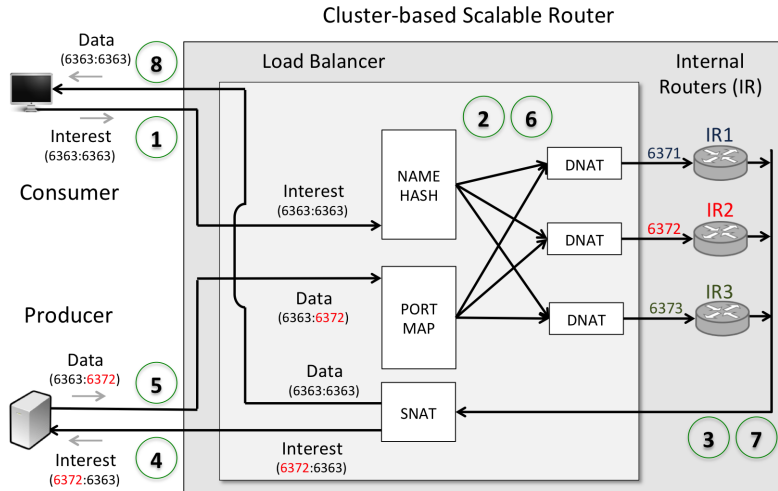 Cluster-based Scalable Router
Data
(6363:6363)
8
Load Balancer
Internal
Routers (IR)
Interest
(6363:6363)
1
2
6
Consumer
NAME
HASH
Interest
(6363:6363)
DNAT
6371
IR1
DNAT
6372
IR2
DNAT
6373
IR3
Producer
Data
(6363:6372)
PORT
MAP
Data
(6363:6372)
5
Data
(6363:6363)
SNAT
Interest
(6372:6363)
4
Interest
(6372:6363)
3
7